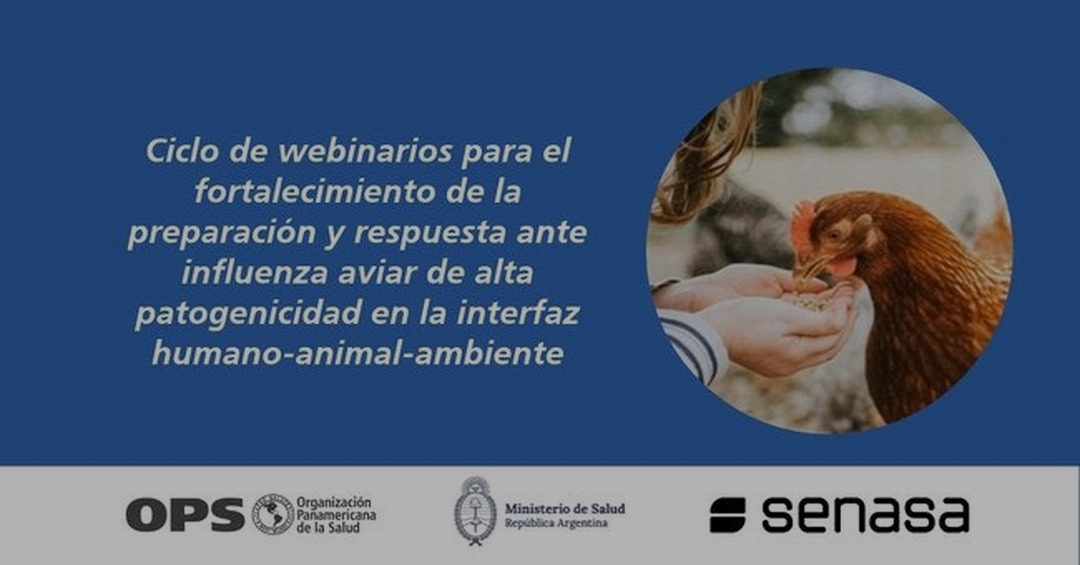 Ciclo de webinarios para el
fortalecimiento de la
preparación y respuesta ante
influenza aviar de alta
patogenicidad en la interfaz
humano-animal-ambiente
OPS
Organización
Panamericana
de la Salud
Ministerio de Salud
República Argentina
senasa